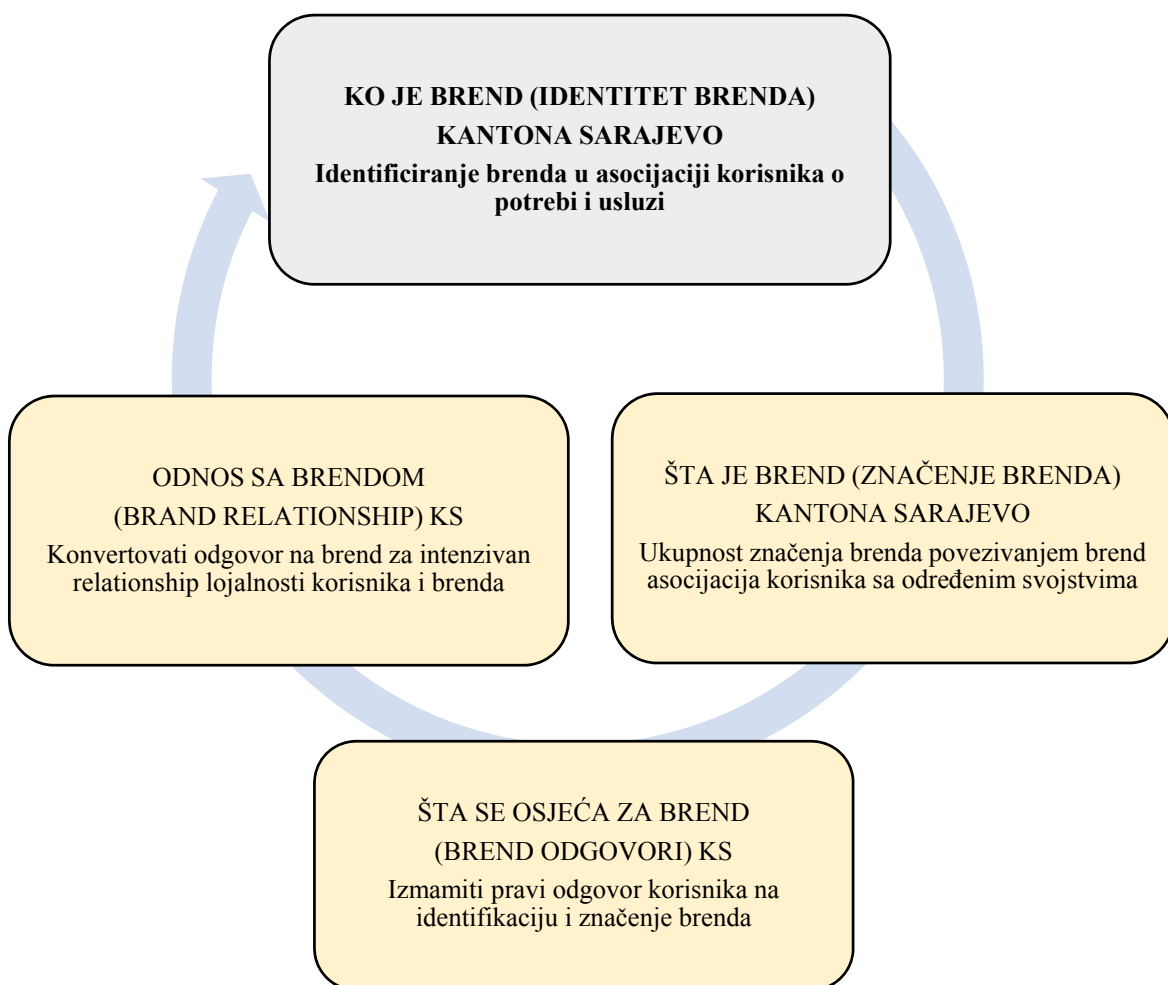 KO JE BREND (IDENTITET BRENDA)
KANTONA SARAJEVO
Identificiranje brenda u asocijaciji korisnika o
potrebi i usluzi
ODNOS SA BRENDOM
(BRAND RELATIONSHIP) KS
Konvertovati odgovor na brend za intenzivan
relationship lojalnosti korisnika i brenda
ŠTA JE BREND (ZNAČENJE BRENDA)
KANTONA SARAJEVO
Ukupnost značenja brenda povezivanjem brend
asocijacija korisnika sa određenim svojstvima
ŠTA SE OSJEĆA ZA BREND
(BREND ODGOVORI) KS
Izmamiti pravi odgovor korisnika na
identifikaciju i značenje brenda